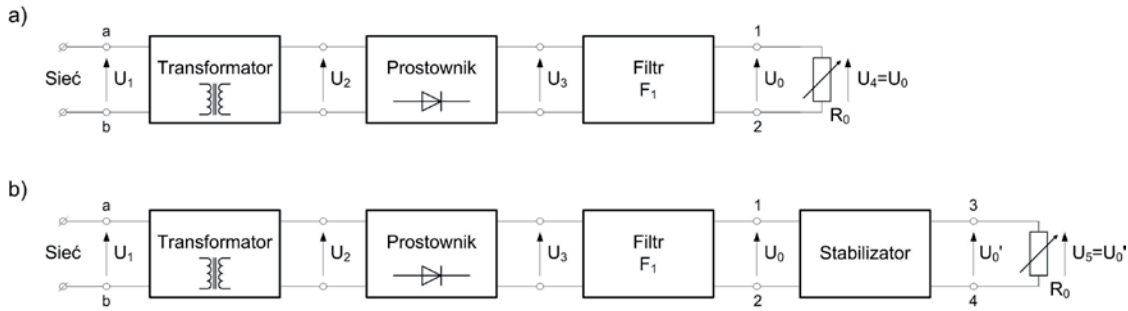 a)
a 1
Sieć U₁ Transformator U₂ Prostownik U₃ Filtr F₁ U₀ U₄=U₀
b 2 R₀
b)
a 1 3
Sieć U₁ Transformator U₂ Prostownik U₃ Filtr F₁ U₀ Stabilizator U₀' U₅=U₀'
b 2 4 R₀